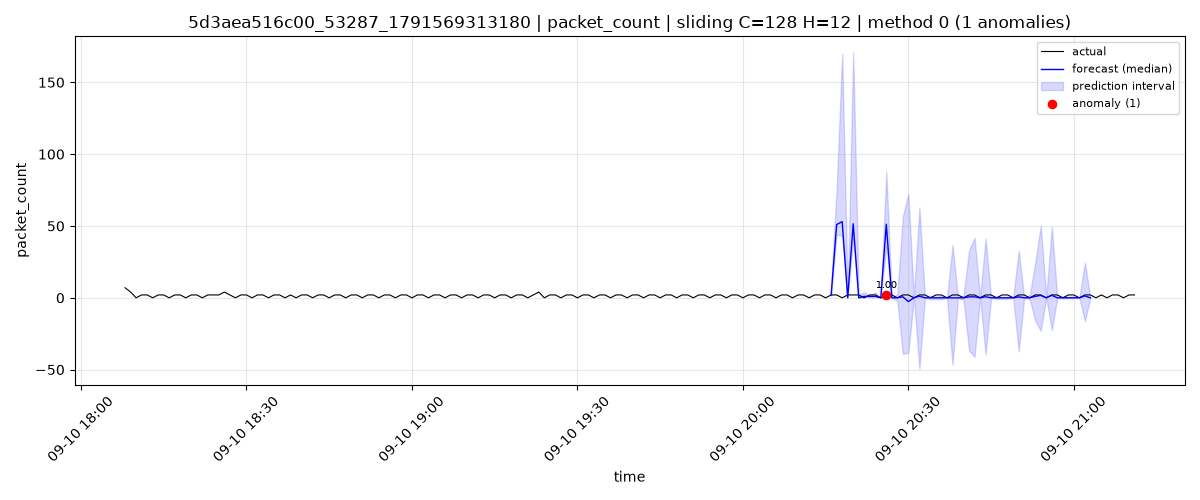 5d3aea516c00_53287_1791569313180 | packet_count | sliding C=128 H=12 | method 0 (1 anomalies)
actual
forecast (median)
prediction interval
anomaly (1)
packet_count
150
100
50
0
−50
1.00
09-10 18:00
09-10 18:30
09-10 19:00
09-10 19:30
09-10 20:00
09-10 20:30
09-10 21:00
time